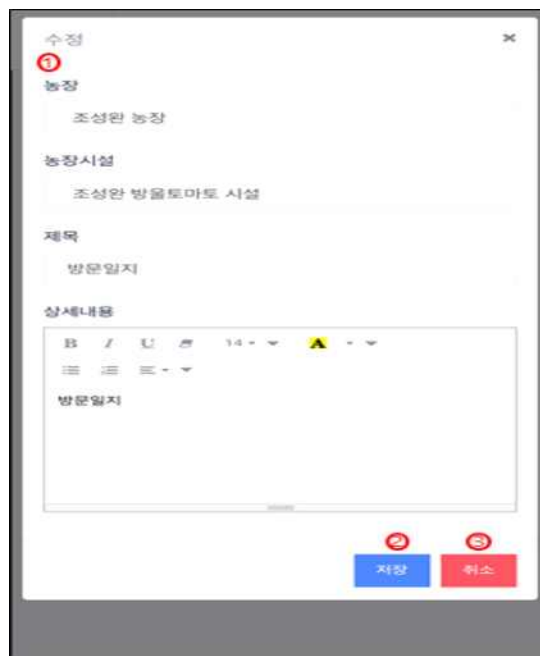 수정 ×
①
농장
조성완 농장
농장시설
조성완 방울토마토 시설
제목
방문일지
상세내용
B I U 14 A
방문일지
② ③
저장 취소